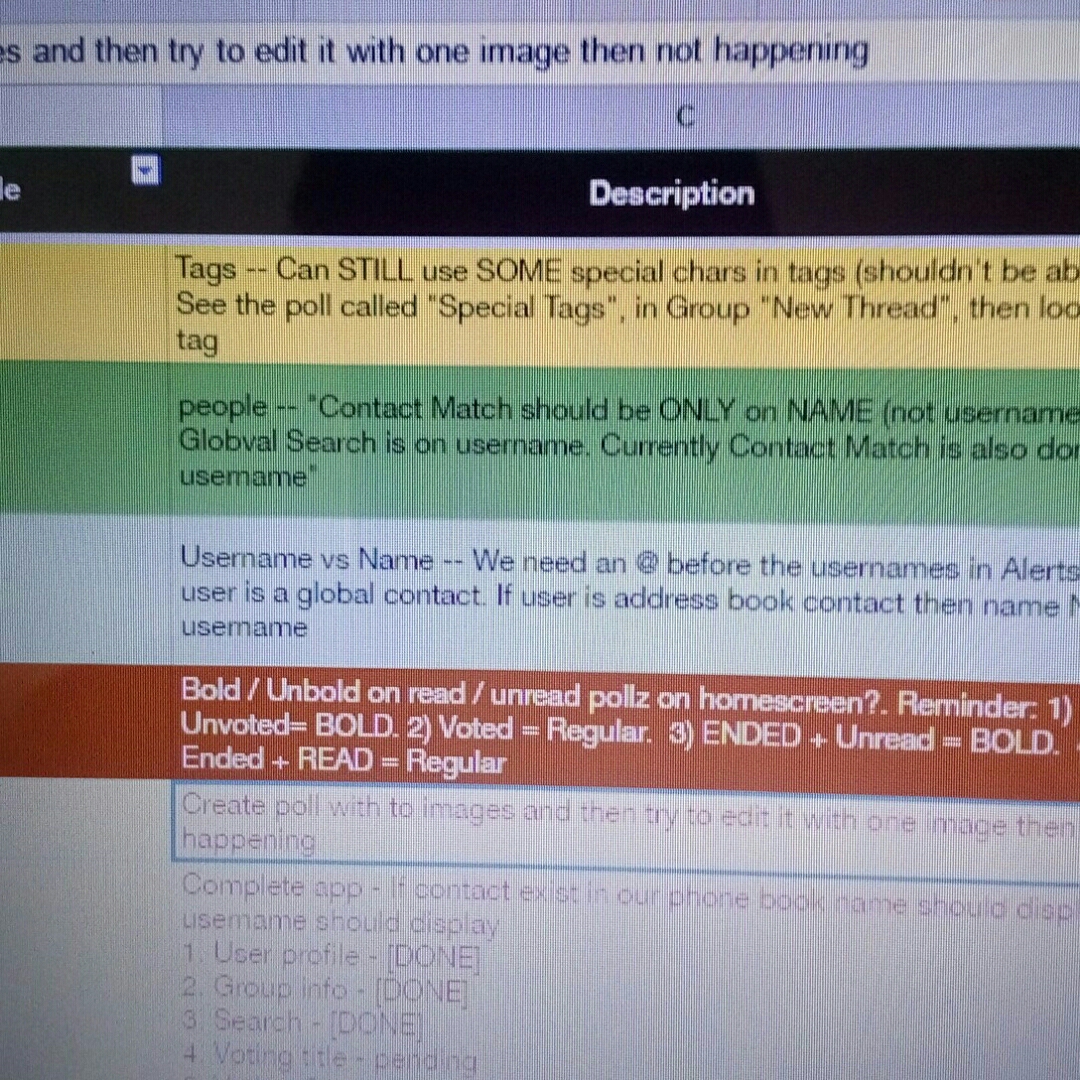 es and then try to edit it with one image then not happening
C
le
Description
Tags -- Can STILL use SOME special chars in tags (shouldn't be ab
See the poll called "Special Tags", in Group "New Thread", then loo
tag
people -- "Contact Match should be ONLY on NAME (not username
Globval Search is on username. Currently Contact Match is also do
username"
Username vs Name -- We need an @ before the usernames in Alerts
user is a global contact. If user is address book contact then name N
username
Bold / Unbold on read / unread pollz on homescreen?. Reminder: 1)
Unvoted= BOLD. 2) Voted = Regular. 3) ENDED + Unread = BOLD.
Ended + READ = Regular
Create poll with to images and then try to edit it with one image then
happening
Complete app - If contact exist in our phone book name should displ
username should display
1. User profile - [DONE]
2. Group info - [DONE]
3. Search - [DONE]
4. Voting title - pending